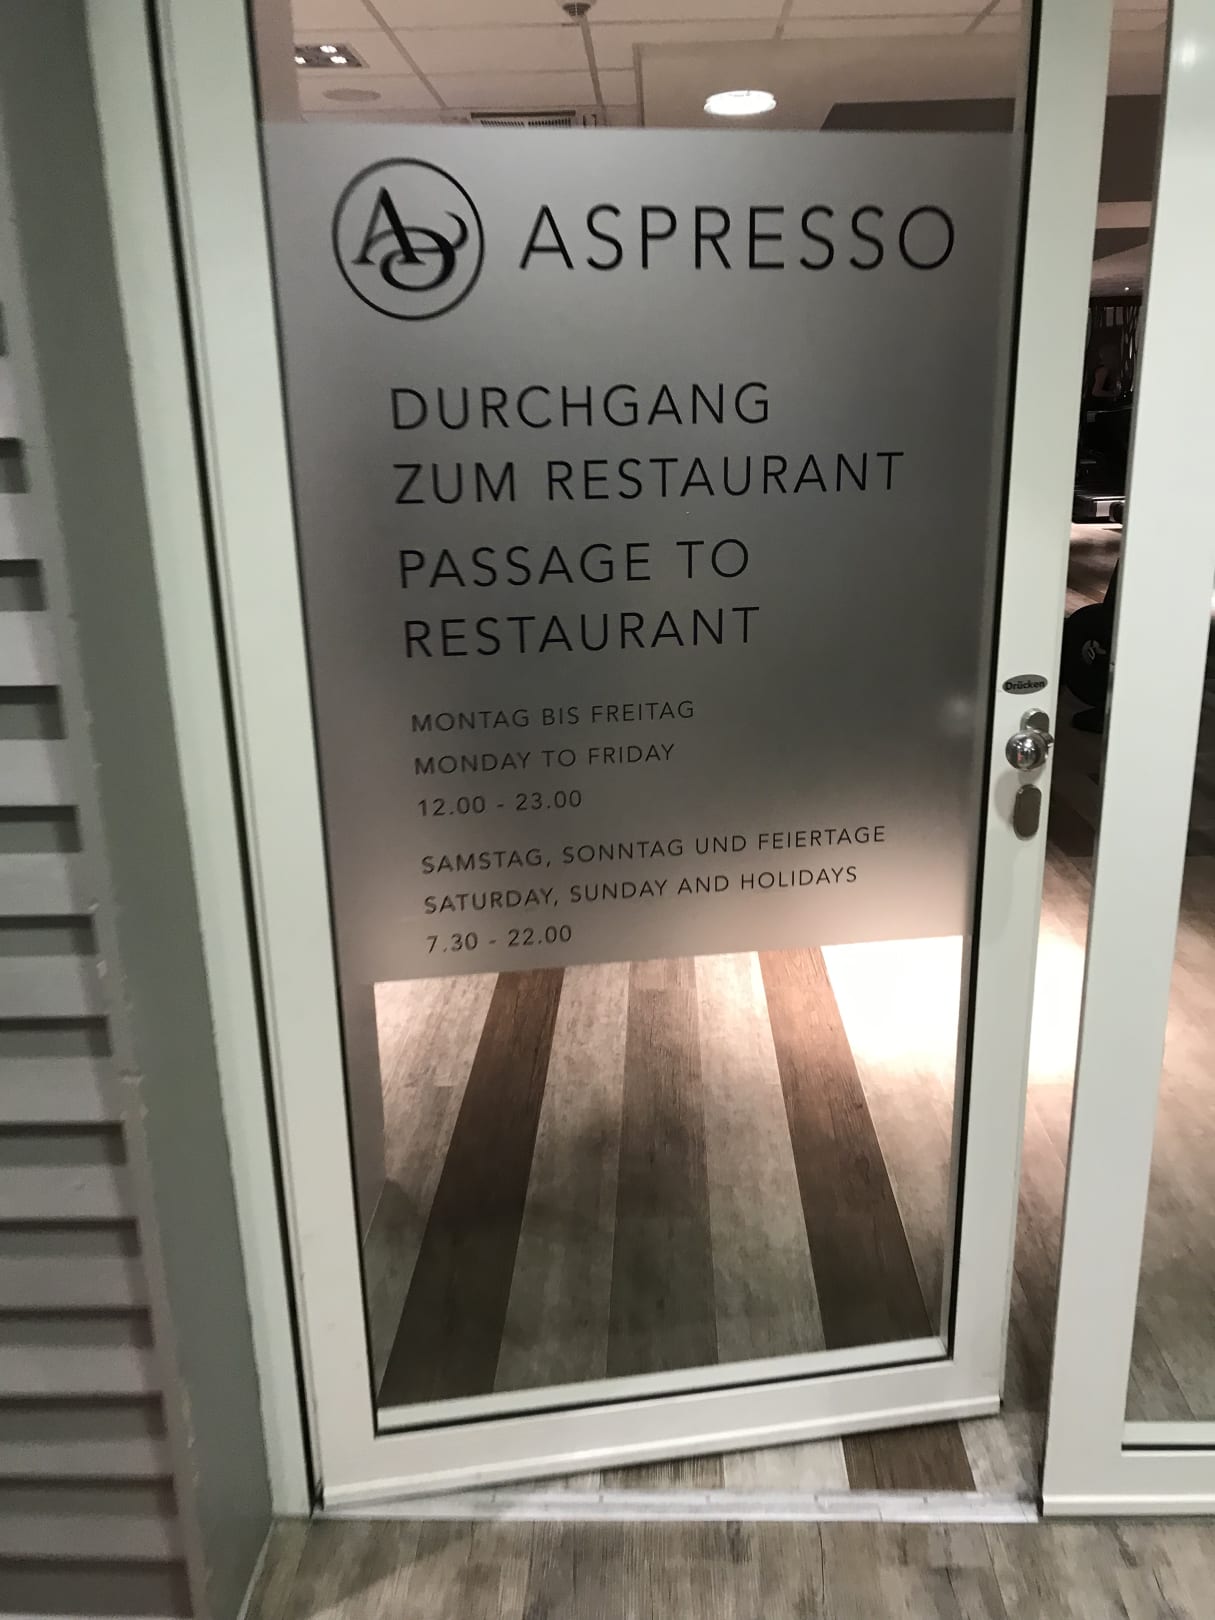 ASPRESSO
DURCHGANG
ZUM RESTAURANT
PASSAGE TO
RESTAURANT
MONTAG BIS FREITAG
MONDAY TO FRIDAY
12.00 - 23.00
SAMSTAG, SONNTAG UND FEIERTAGE
SATURDAY, SUNDAY AND HOLIDAYS
7.30 - 22.00
Drücken